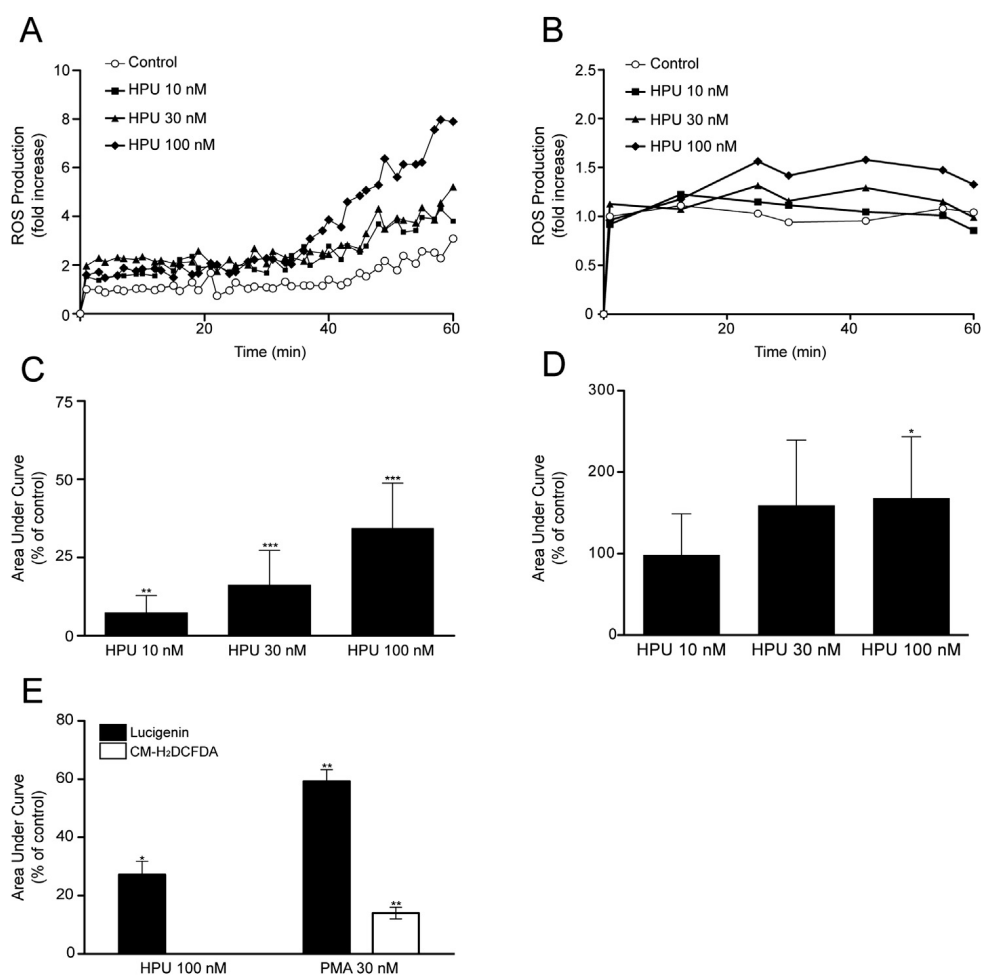 A
ROS Production
(fold increase)
10
8
6
4
2
0
20
40
60
Time (min)
Control
HPU 10 nM
HPU 30 nM
HPU 100 nM
B
ROS Production
(fold increase)
2.5
2.0
1.5
1.0
0.5
0
20
40
60
Time (min)
Control
HPU 10 nM
HPU 30 nM
HPU 100 nM
C
Area Under Curve
(% of control)
75
50
25
0
**
***
***
HPU 10 nM
HPU 30 nM
HPU 100 nM
D
Area Under Curve
(% of control)
300
200
100
0
*
HPU 10 nM
HPU 30 nM
HPU 100 nM
E
Area Under Curve
(% of control)
80
60
40
20
0
Lucigenin
CM-H₂DCFDA
*
**
**
HPU 100 nM
PMA 30 nM